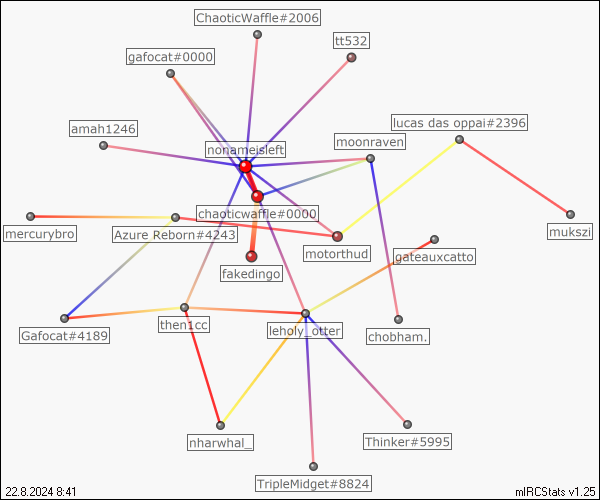 ChaoticWaffle#2006
tt532
gafocat#0000
lucas das oppai#2396
amah1246
moonraven
nonameisleft
chaoticwaffle#0000
mercurybro
Azure Reborn#4243
mukszi
motorthud
gateauxcatto
fakedingo
then1cc
leholy_otter
Gafocat#4189
chobham.
nharwhal_
Thinker#5995
TripleMidget#8824
22.8.2024 8:41
mIRCStats v1.25